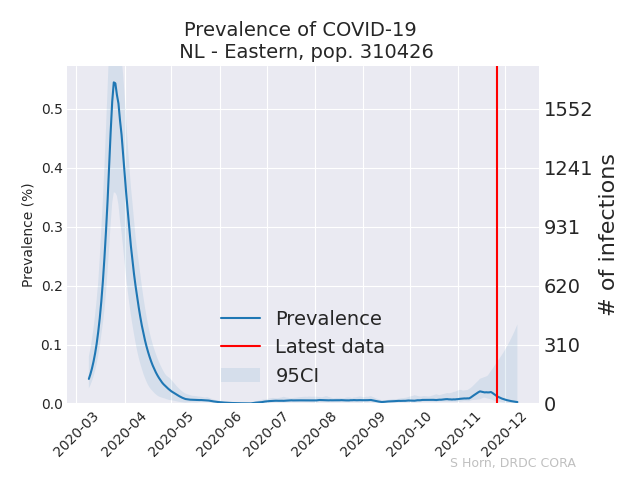 Prevalence of COVID-19
NL - Eastern, pop. 310426
Prevalence (%)
0.5
0.4
0.3
0.2
0.1
0.0
1552
1241
931
620
310
0
# of infections
Prevalence
Latest data
95CI
2020-03
2020-04
2020-05
2020-06
2020-07
2020-08
2020-09
2020-10
2020-11
2020-12
S Horn, DRDC CORA